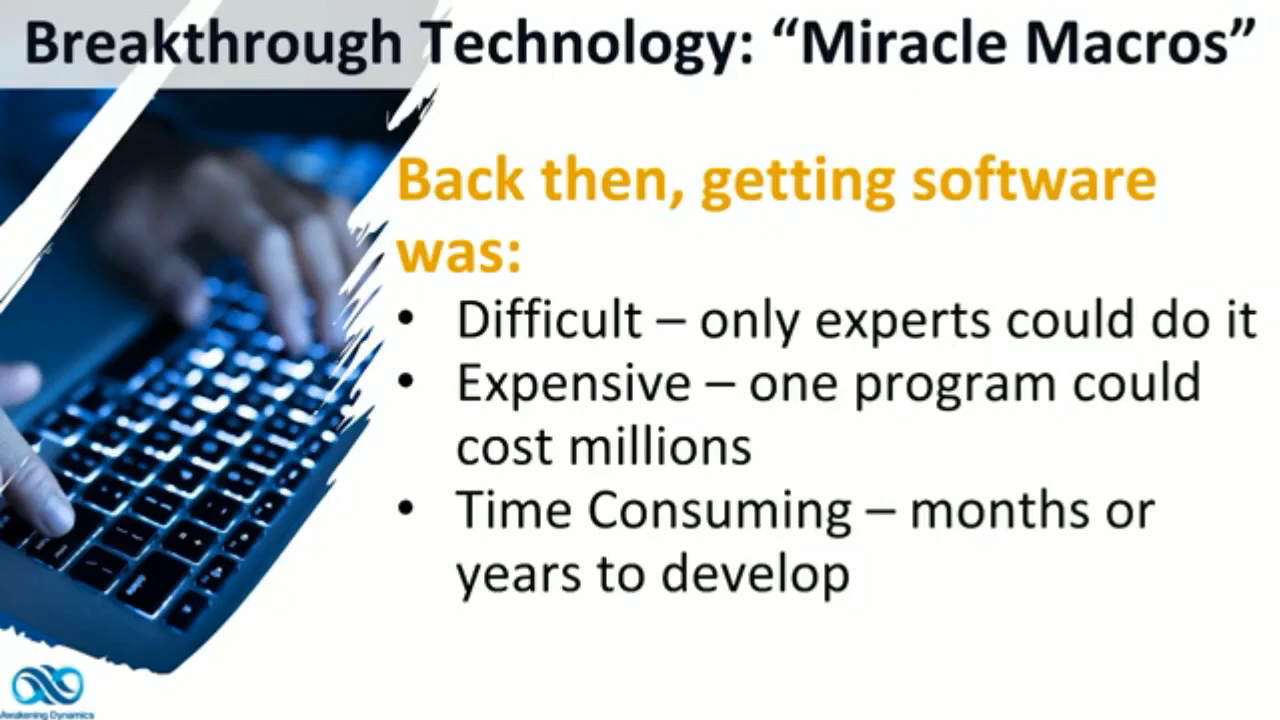 Breakthrough Technology: “Miracle Macros”
Back then, getting software
was:
• Difficult – only experts could do it
• Expensive – one program could
cost millions
• Time Consuming – months or
years to develop
Awakening Dynamics